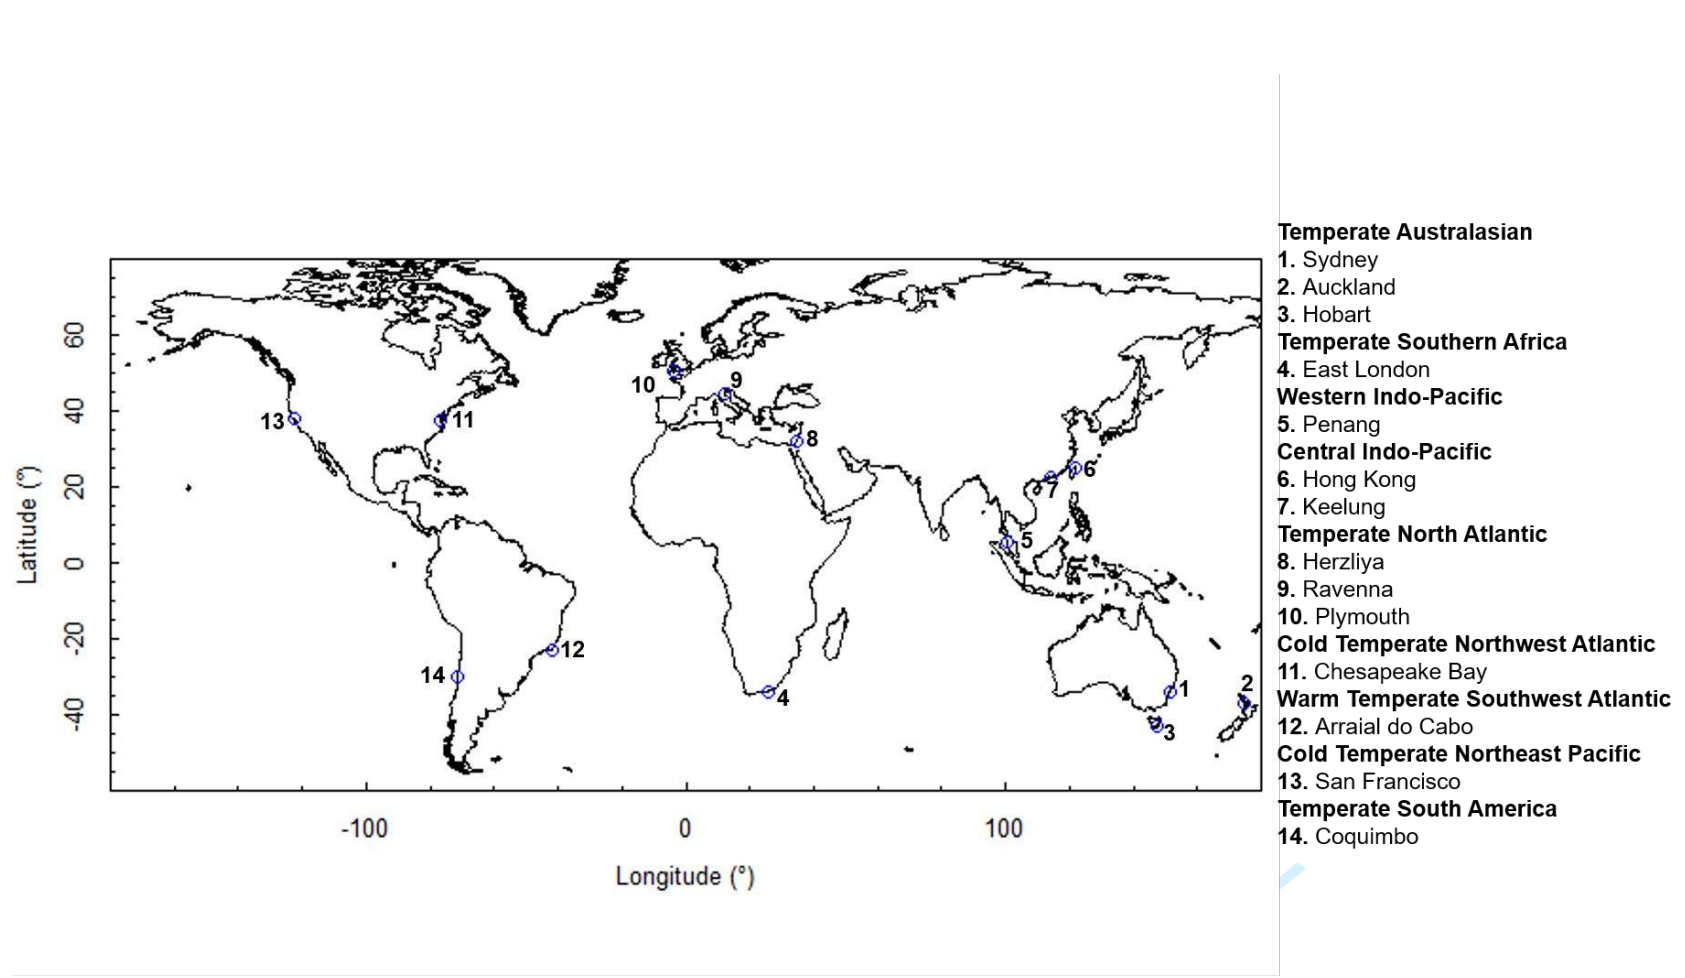 Temperate Australasian
1. Sydney
2. Auckland
3. Hobart
Temperate Southern Africa
4. East London
Western Indo-Pacific
5. Penang
Central Indo-Pacific
6. Hong Kong
7. Keelung
Temperate North Atlantic
8. Herzliya
9. Ravenna
10. Plymouth
Cold Temperate Northwest Atlantic
11. Chesapeake Bay
Warm Temperate Southwest Atlantic
12. Arraial do Cabo
Cold Temperate Northeast Pacific
13. San Francisco
Temperate South America
14. Coquimbo
Latitude (°)
60
40
20
0
-20
-40
10
9
13
11
8
6
7
5
12
14
4
1
2
3
-100
0
100
Longitude (°)